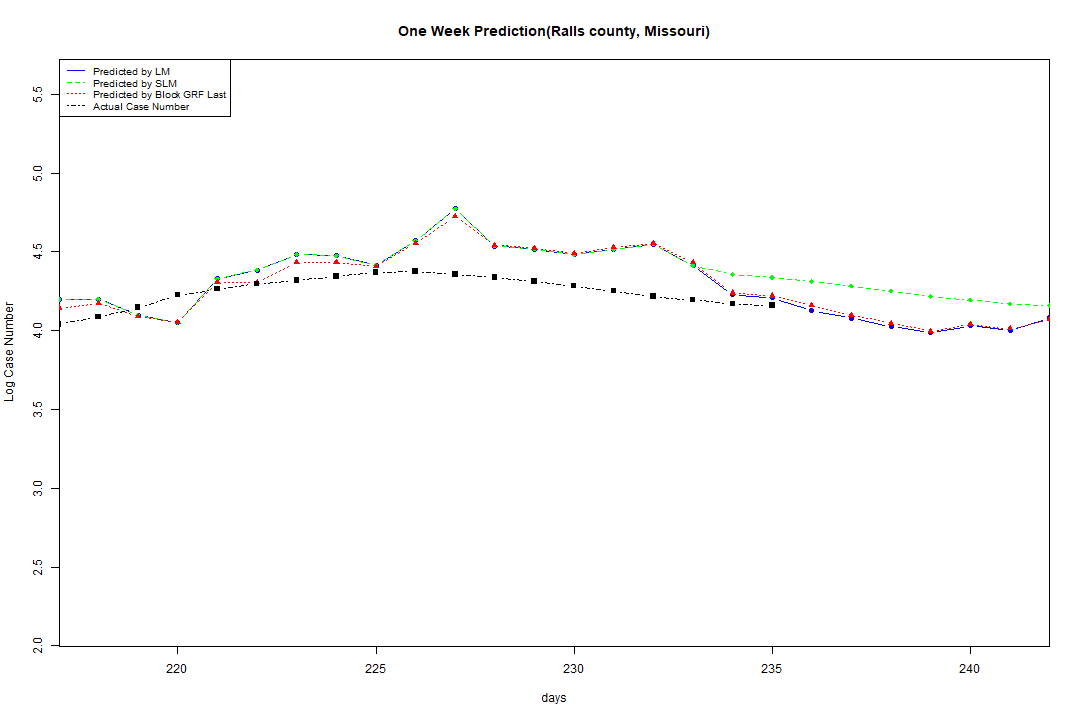 One Week Prediction(Ralls county, Missouri)
Predicted by LM
Predicted by SLM
Predicted by Block GRF Last
Actual Case Number
5.5
5.0
4.5
4.0
3.5
3.0
2.5
2.0
Log Case Number
220
225
230
235
240
days